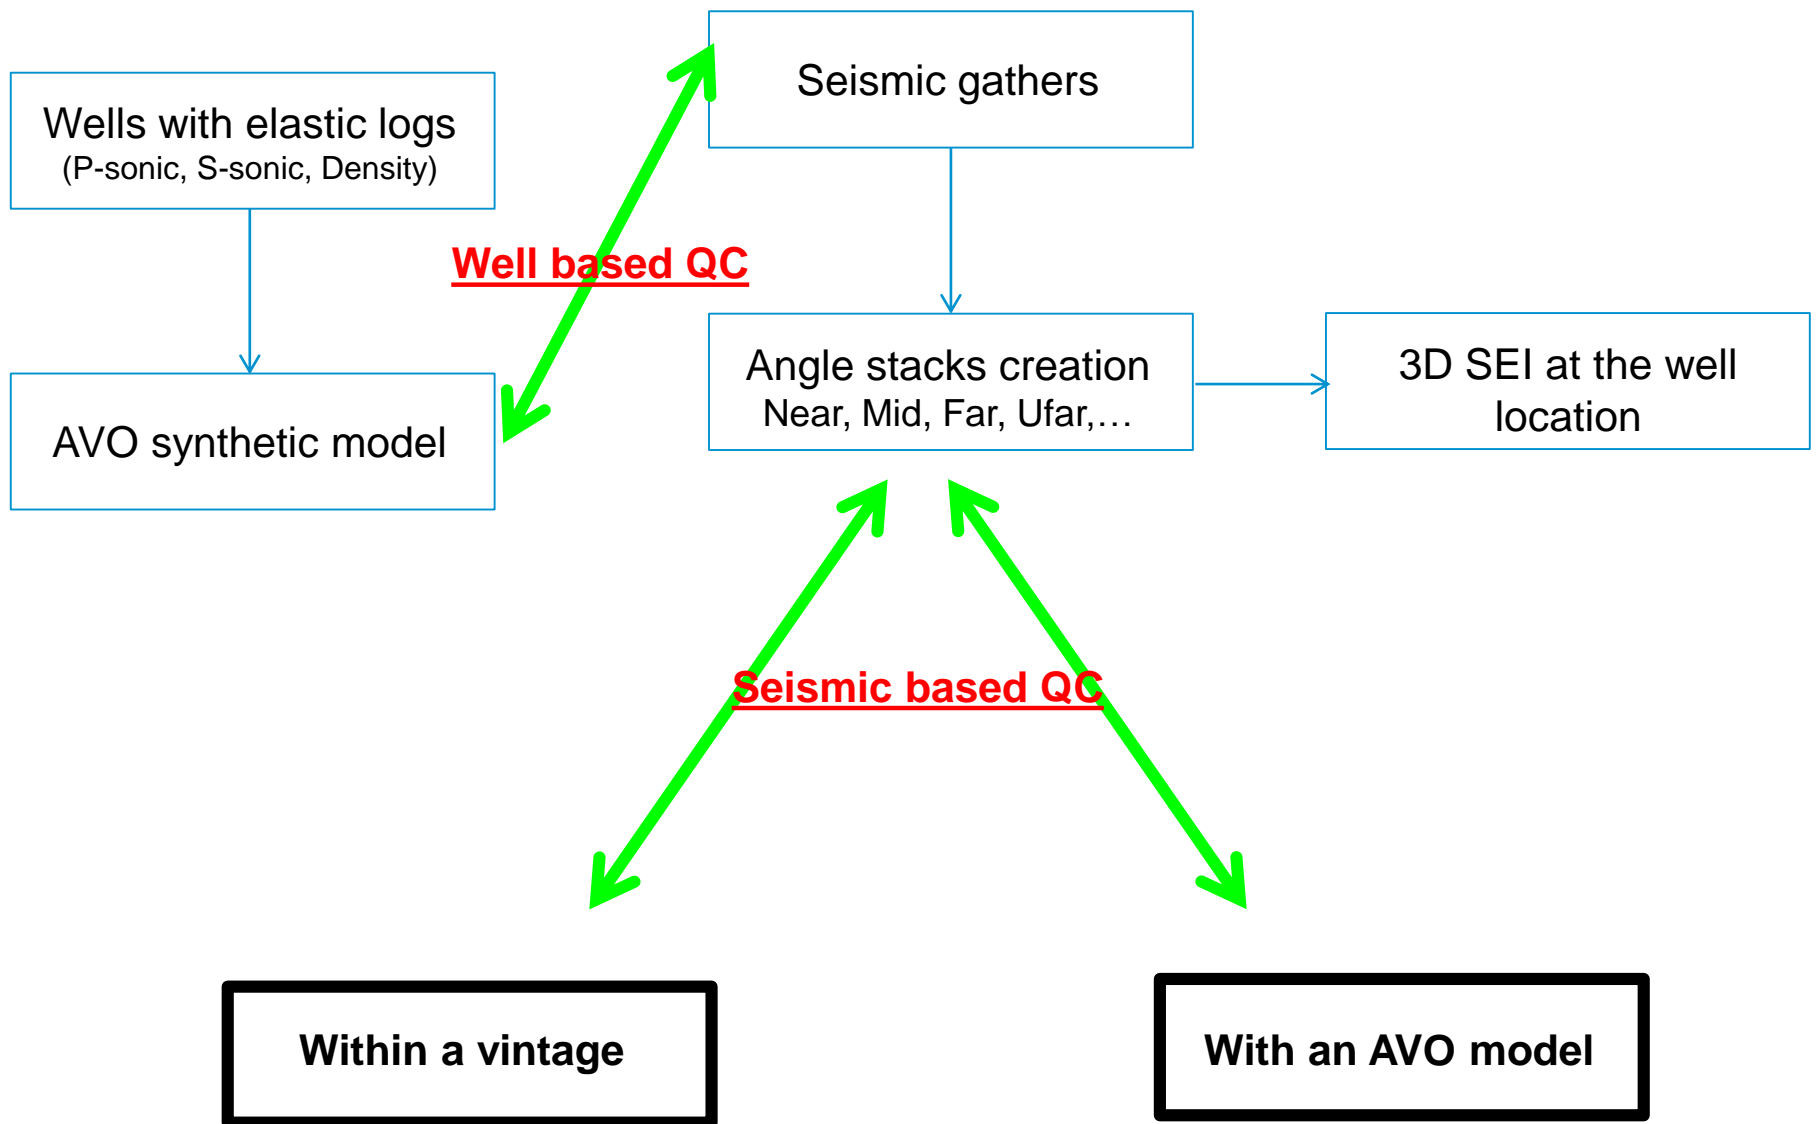 Seismic gathers
Wells with elastic logs
(P-sonic, S-sonic, Density)
Well based QC
Angle stacks creation
Near, Mid, Far, Ufar,…
3D SEI at the well
location
AVO synthetic model
Seismic based QC
Within a vintage
With an AVO model